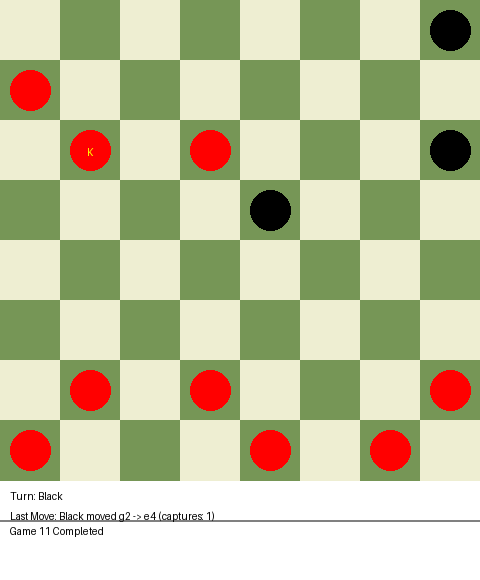 K
Turn: Black
Last Move: Black moved g2 -> e4 (captures: 1)
Game 11 Completed